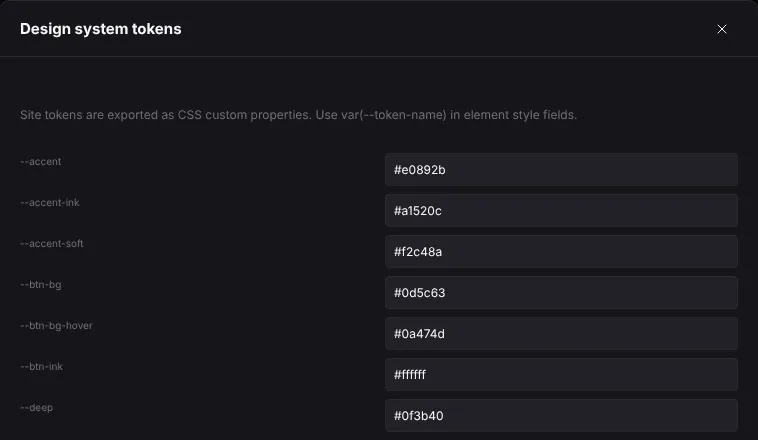 Design system tokens
Site tokens are exported as CSS custom properties. Use var(--token-name) in element style fields.
--accent
#e0892b
--accent-ink
#a1520c
--accent-soft
#f2c48a
--btn-bg
#0d5c63
--btn-bg-hover
#0a474d
--btn-ink
#ffffff
--deep
#0f3b40